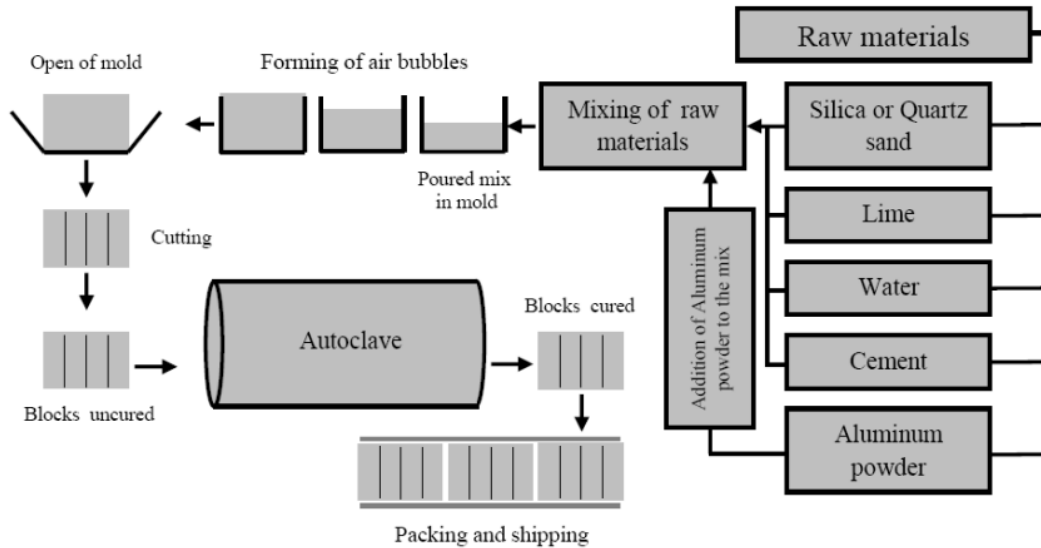 Raw materials
Open of mold
Forming of air bubbles
Mixing of raw
materials
Silica or Quartz
sand
Poured mix
in mold
Lime
Cutting
Addition of Aluminum
powder to the mix
Water
Blocks uncured
Autoclave
Blocks cured
Cement
Aluminum
powder
Packing and shipping